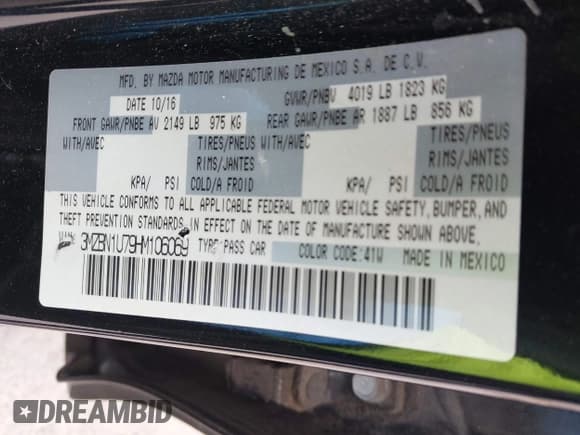 MFD. BY MAZDA MOTOR MANUFACTURING DE MEXICO S.A. DE C.V.
DATE 10/16 GVWR/PNBV 4019 LB 1823 KG
FRONT GAWR/PNBE AV 2149 LB 975 KG REAR GAWR/PNBE AR 1887 LB 856 KG
WITH/AVEC TIRES/PNEUS WITH/AVEC TIRES/PNEUS
RIMS/JANTES RIMS/JANTES
KPA/ PSI COLD/A FROID KPA/ PSI COLD/A FROID
THIS VEHICLE CONFORMS TO ALL APPLICABLE FEDERAL MOTOR VEHICLE SAFETY, BUMPER, AND
THEFT PREVENTION STANDARDS IN EFFECT ON THE DATE OF MANUFACTURE SHOWN ABOVE.
3MZBN1U79HM106069 TYPE:PASS CAR COLOR CODE:41W MADE IN MEXICO
DREAMBID